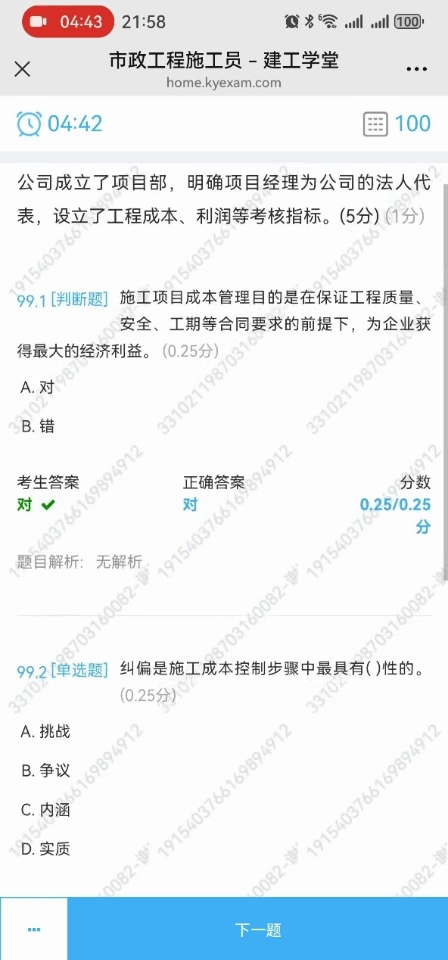 04:43 21:58 6 100
市政工程施工员 – 建工学堂
home.kyexam.com
04:42 100
公司成立了项目部，明确项目经理为公司的法人代
表，设立了工程成本、利润等考核指标。(5分) (1分)
99.1 [判断题] 施工项目成本管理目的是在保证工程质量、
安全、工期等合同要求的前提下，为企业获
得最大的经济利益。 (0.25分)
A. 对
B. 错
考生答案 正确答案 分数
对 对 0.25/0.25
分
题目解析: 无解析
99.2 [单选题] 纠偏是施工成本控制步骤中最具有( )性的。
(0.25分)
A. 挑战
B. 争议
C. 内涵
D. 实质
下一题